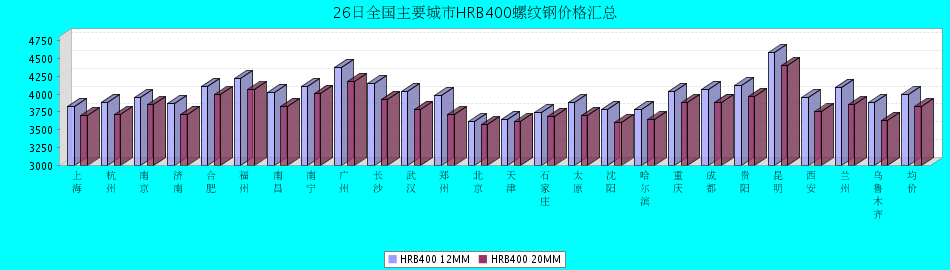 26日全国主要城市HRB400螺纹钢价格汇总
4750
4500
4250
4000
3750
3500
3250
3000
上海
杭州
南京
济南
合肥
福州
南昌
南宁
广州
长沙
武汉
郑州
北京
天津
石家庄
太原
沈阳
哈尔滨
重庆
成都
贵阳
昆明
西安
兰州
乌鲁木齐
均价
HRB400 12MM HRB400 20MM